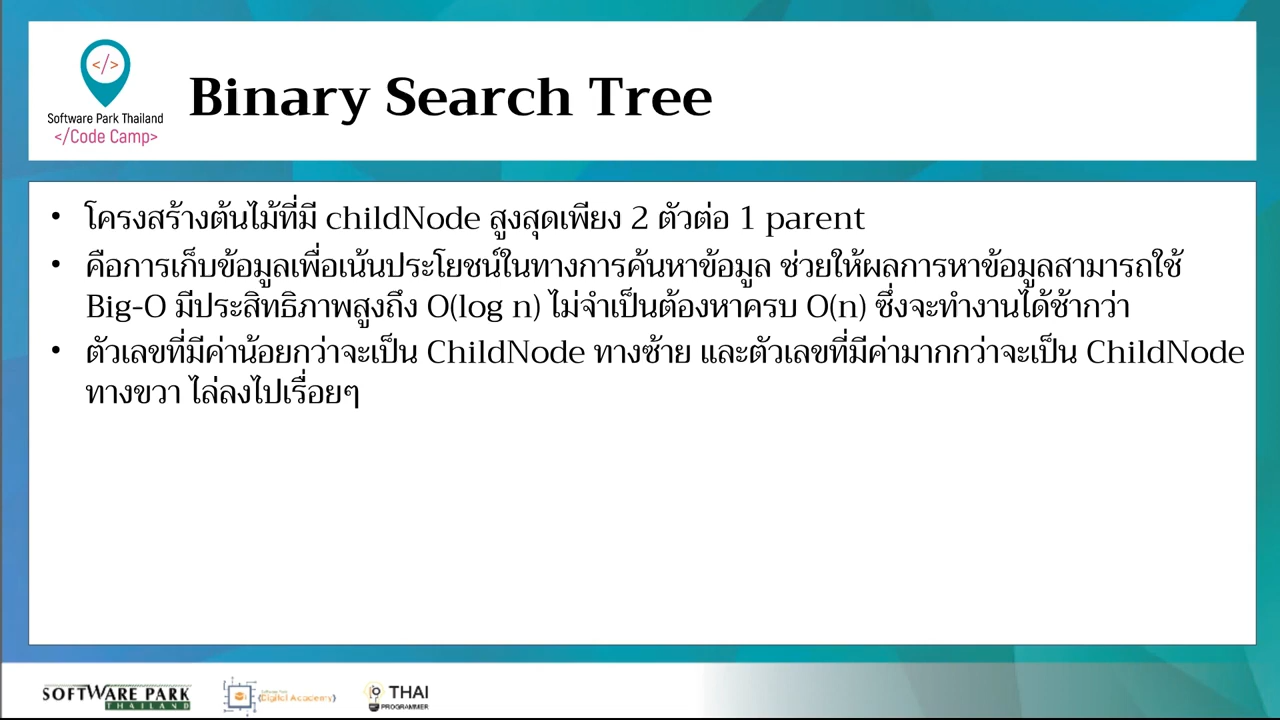 </>
Software Park Thailand
</Code Camp>
Binary Search Tree
• โครงสร้างต้นไม้ที่มี childNode สูงสุดเพียง 2 ตัวต่อ 1 parent
• คือการเก็บข้อมูลเพื่อเน้นประโยชน์ในทางการค้นหาข้อมูล ช่วยให้ผลการหาข้อมูลสามารถใช้
Big-O มีประสิทธิภาพสูงถึง O(log n) ไม่จำเป็นต้องหาครบ O(n) ซึ่งจะทำงานได้ช้ากว่า
• ตัวเลขที่มีค่าน้อยกว่าจะเป็น ChildNode ทางซ้าย และตัวเลขที่มีค่ามากกว่าจะเป็น ChildNode
ทางขวา ไล่ลงไปเรื่อยๆ
SOFTWARE PARK
THAILAND
Software Park
(Digital Academy)
THAI
PROGRAMMER